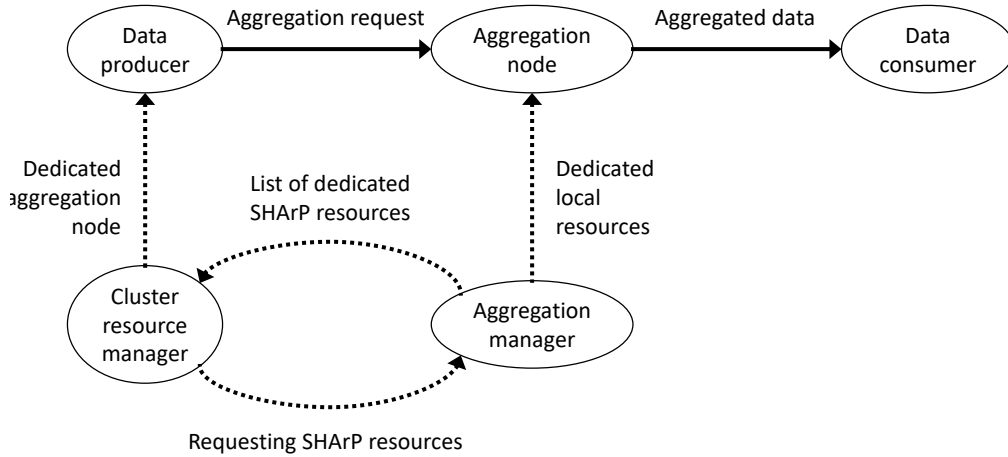 Aggregation request
Aggregated data
Data
producer
Aggregation
node
Data
consumer
Dedicated
aggregation
node
List of dedicated
SHArP resources
Dedicated
local
resources
Cluster
resource
manager
Aggregation
manager
Requesting SHArP resources